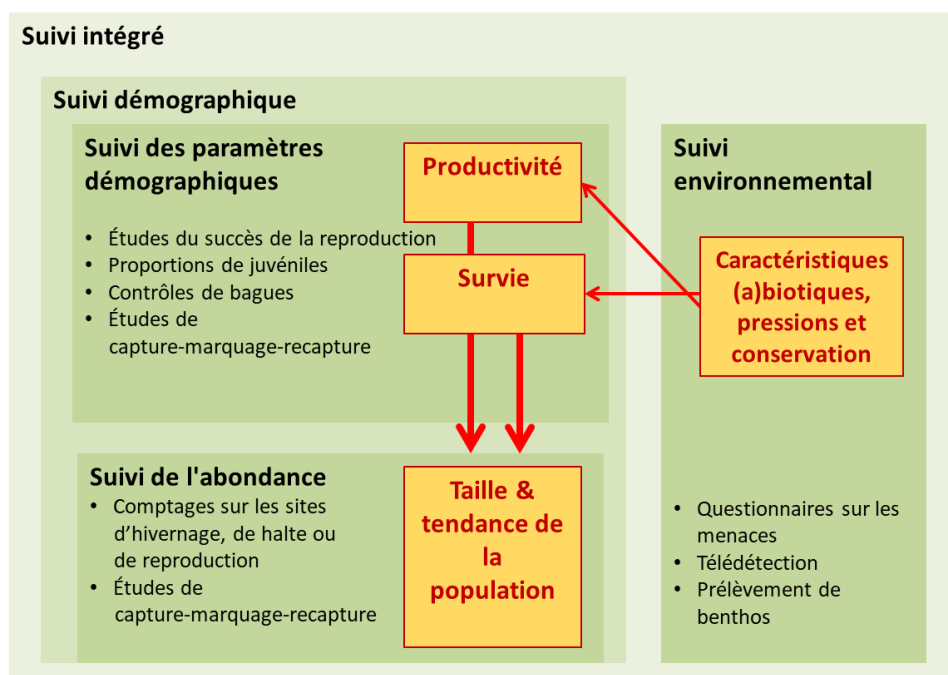 Suivi intégré
Suivi démographique
Suivi des paramètres
démographiques
• Études du succès de la reproduction
• Proportions de juvéniles
• Contrôles de bagues
• Études de
capture-marquage-recapture
Productivité
Survie
Suivi de l'abondance
• Comptages sur les sites
d’hivernage, de halte ou
de reproduction
• Études de
capture-marquage-recapture
Taille &
tendance de
la
population
Suivi
environnemental
Caractéristiques
(a)biotiques,
pressions et
conservation
• Questionnaires sur les
menaces
• Télédétection
• Prélèvement de
benthos